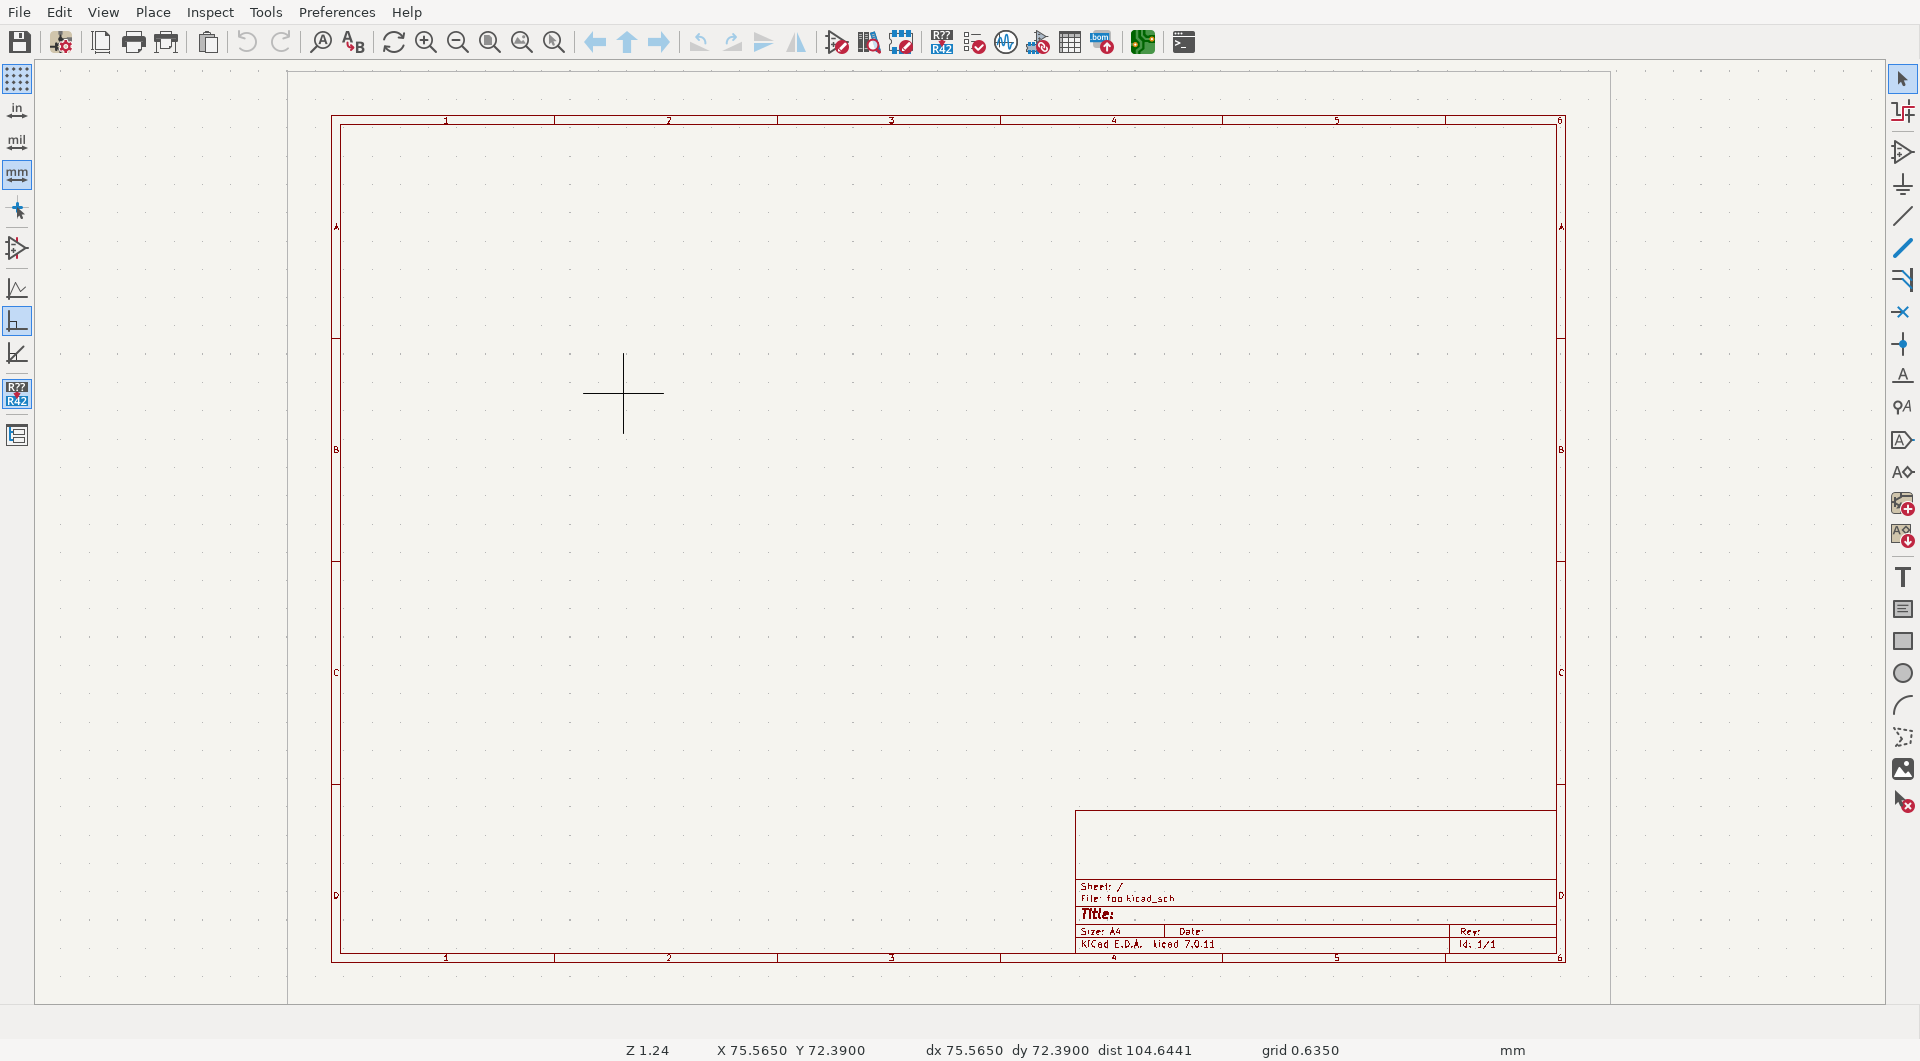 File Edit View Place Inspect Tools Preferences Help
A B R?? R42 bom >_
in
mil
mm
R??
R42
A
A
A
A
A
T
1 2 3 4 5 6
A A
B B
C C
D D
Sheet: /
File: foo.kicad_sch
Title:
Size: A4 Date: Rev:
KiCad E.D.A. kicad 7.0.11 Id: 1/1
1 2 3 4 5 6
Z 1.24 X 75.5650 Y 72.3900 dx 75.5650 dy 72.3900 dist 104.6441 grid 0.6350 mm